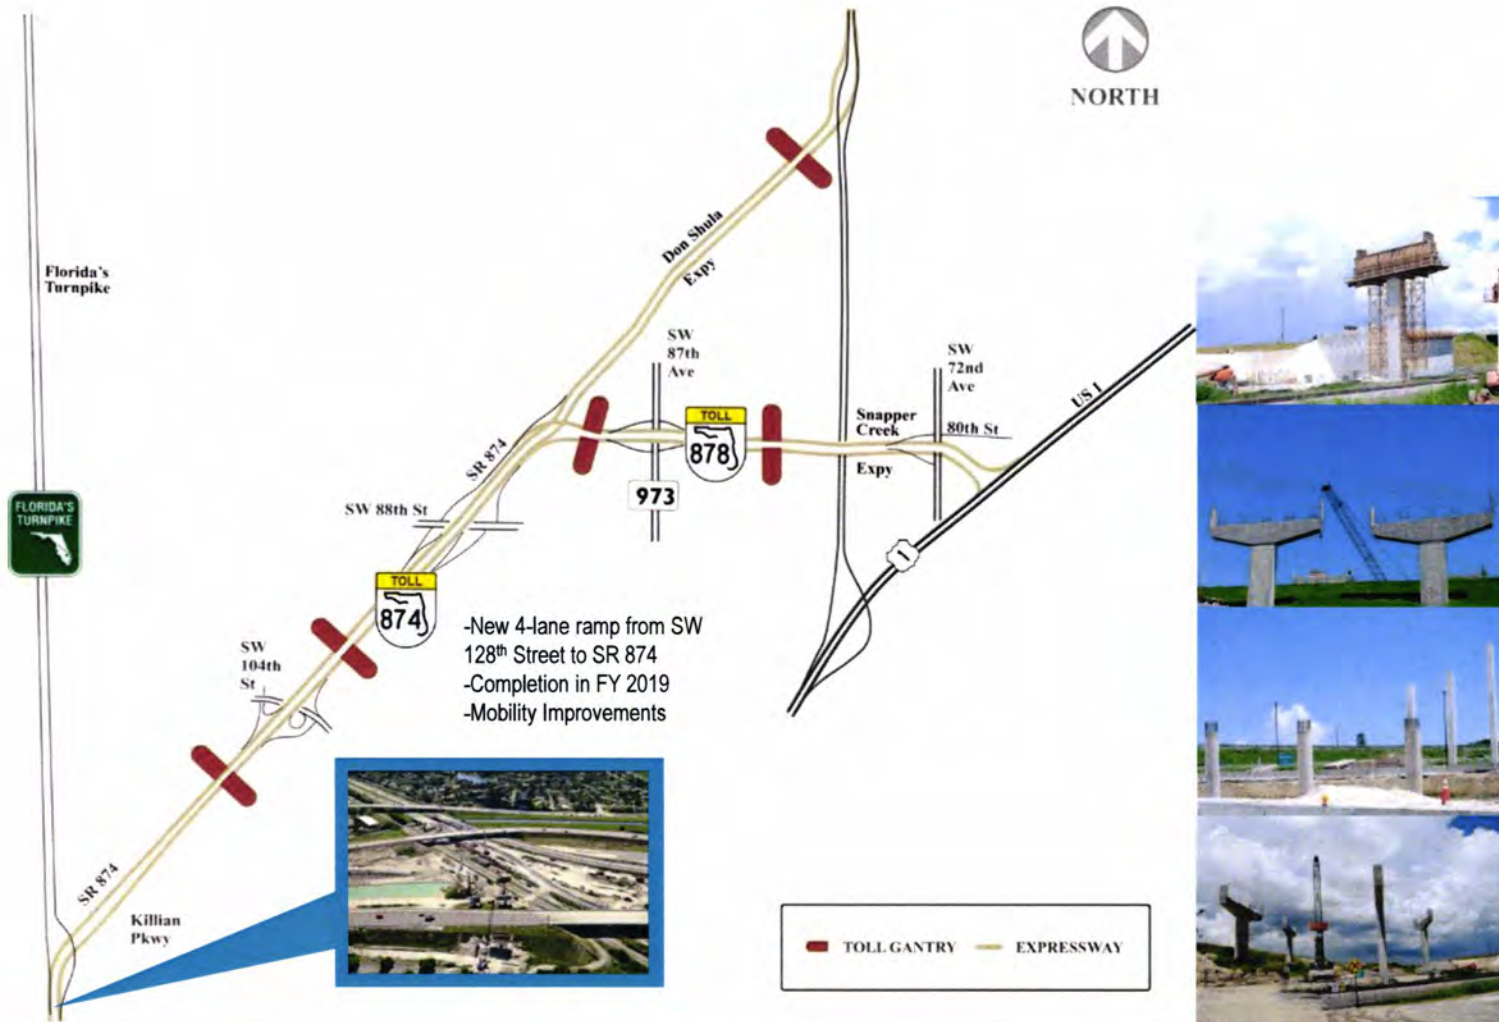 NORTH
Florida's
Turnpike
Don Shula
Expy
SW
87th
Ave
SW
72nd
Ave
US 1
Snapper
Creek
80th St
Expy
TOLL
878
SR 874
973
SW 88th St
FLORIDA'S
TURNPIKE
1
TOLL
874
-New 4-lane ramp from SW
128th Street to SR 874
-Completion in FY 2019
-Mobility Improvements
SW
104th
St
SR 874
Killian
Pkwy
TOLL GANTRY
EXPRESSWAY